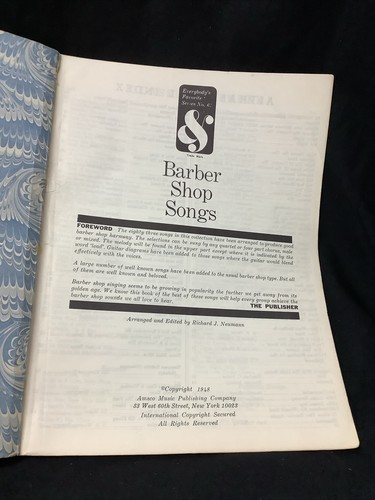 Everybody's
Favorite
Series No. 6
&
Barber
Shop
Songs
FOREWORD The eighty three songs in this collection have been arranged to produce good
barber shop harmony. The selections can be sung by any quartet or four part chorus, male
or mixed. The melody will be found in the upper part except where it is indicated by the
word "lead". Guitar diagrams have been added to those songs where the guitar would blend
effectively with the voices.
A large number of well known songs have been added to the usual barber shop type. But all
of them are well known and beloved.
Barber shop singing seems to be growing in popularity the further we get away from its
golden age. We know this book of the best of these songs will help every group achieve the
barber shop sounds we all love to hear.
THE PUBLISHER
Arranged and Edited by Richard J. Neumann
©Copyright 1948
Amsco Music Publishing Company
33 West 60th Street, New York 10023
International Copyright Secured
All Rights Reserved